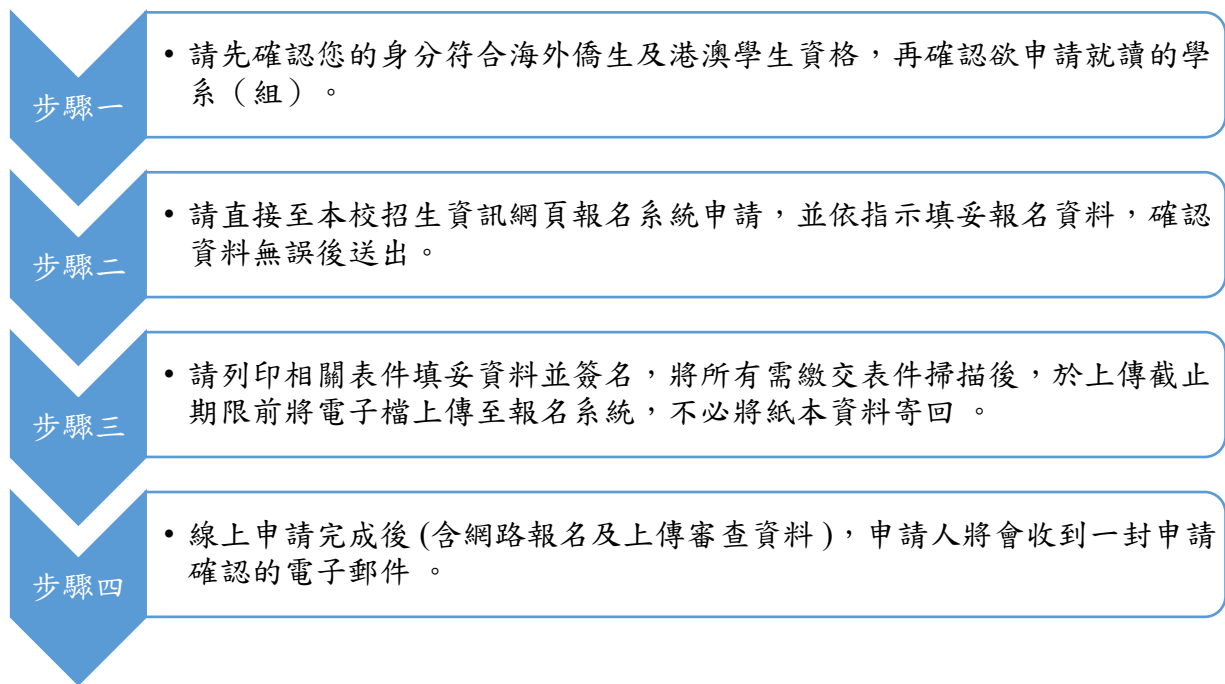 步驟一
• 請先確認您的身分符合海外僑生及港澳學生資格，再確認欲申請就讀的學
系（組）。
步驟二
• 請直接至本校招生資訊網頁報名系統申請，並依指示填妥報名資料，確認
資料無誤後送出。
步驟三
• 請列印相關表件填妥資料並簽名，將所有需繳交表件掃描後，於上傳截止
期限前將電子檔上傳至報名系統，不必將紙本資料寄回 。
步驟四
• 線上申請完成後 (含網路報名及上傳審查資料 )，申請人將會收到一封申請
確認的電子郵件 。